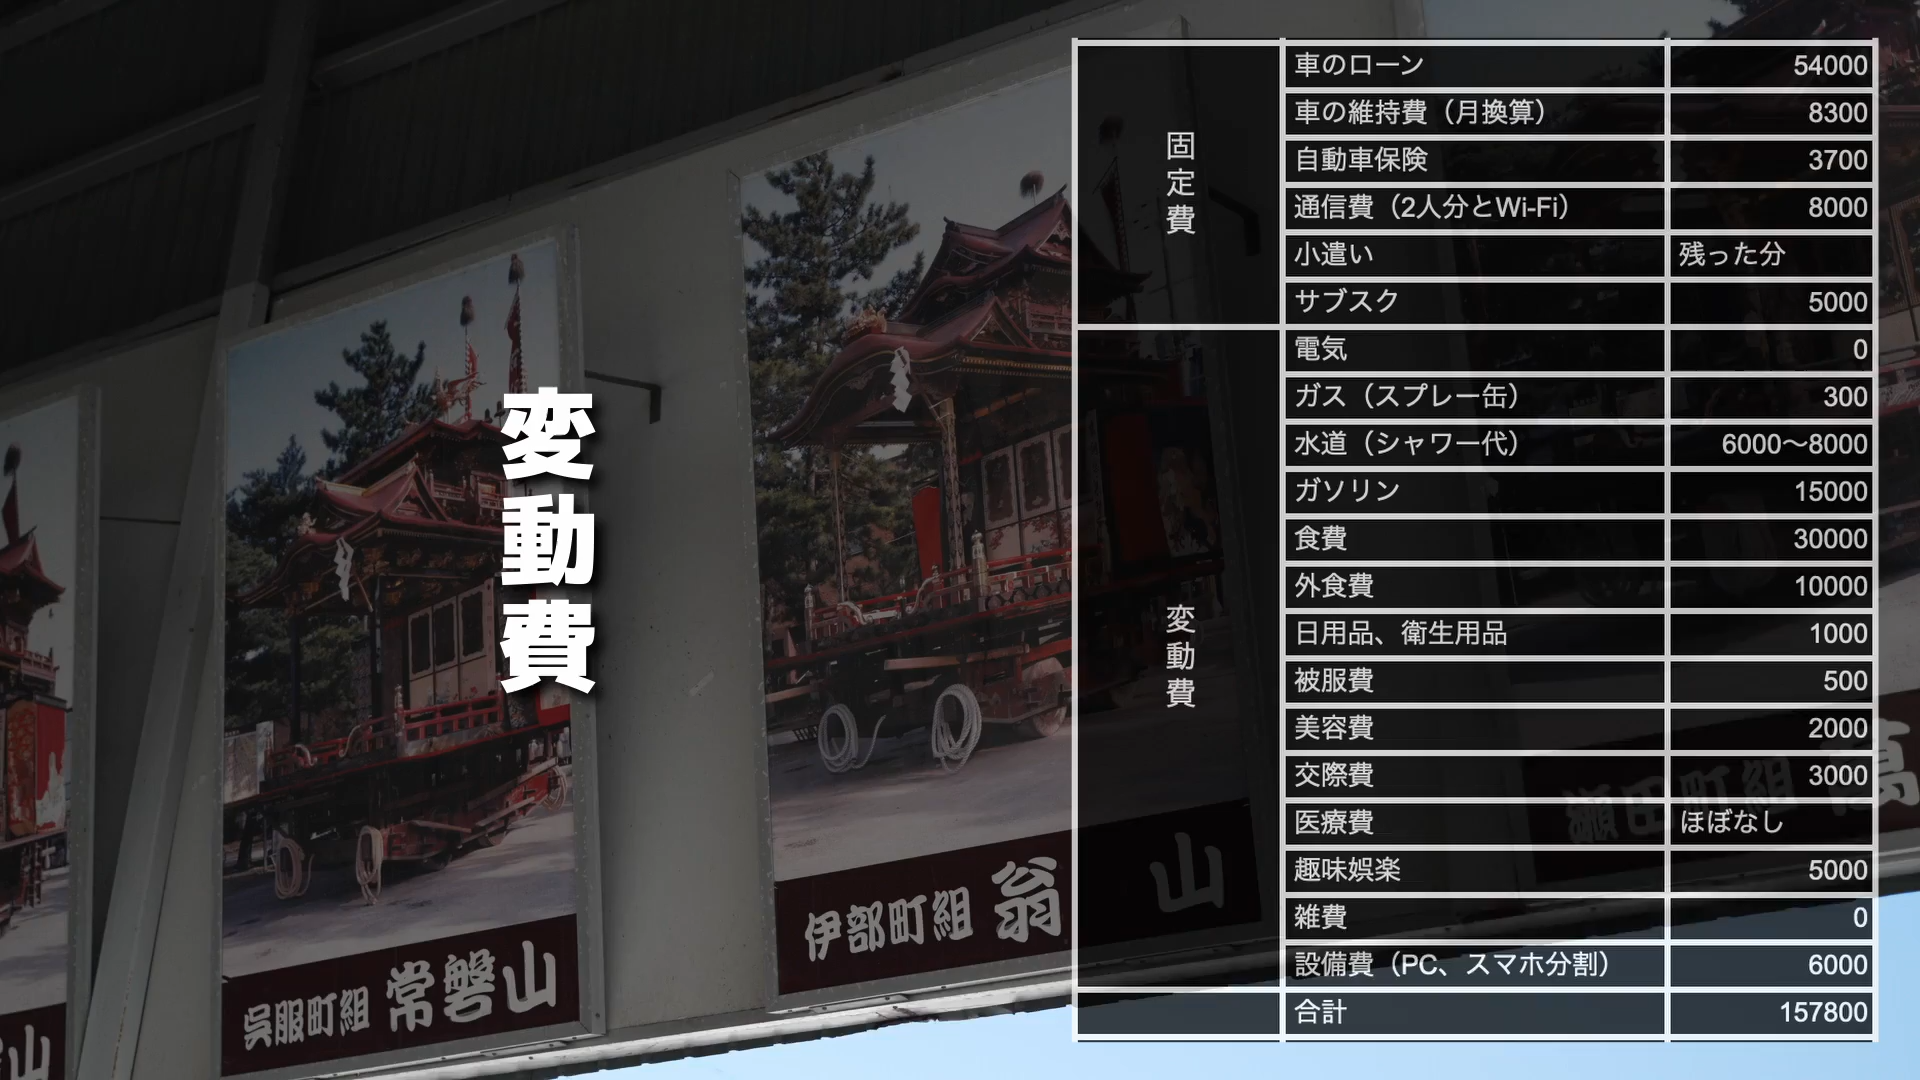 変動費
固定費
車のローン 54000
車の維持費（月換算） 8300
自動車保険 3700
通信費（2人分とWi-Fi） 8000
小遣い 残った分
サブスク 5000
変動費
電気 0
ガス（スプレー缶） 300
水道（シャワー代） 6000〜8000
ガソリン 15000
食費 30000
外食費 10000
日用品、衛生用品 1000
被服費 500
美容費 2000
交際費 3000
医療費 ほぼなし
趣味娯楽 5000
雑費 0
設備費（PC、スマホ分割） 6000
合計 157800
山
呉服町組 常磐山
伊部町組 翁山
瀬田町組 萬